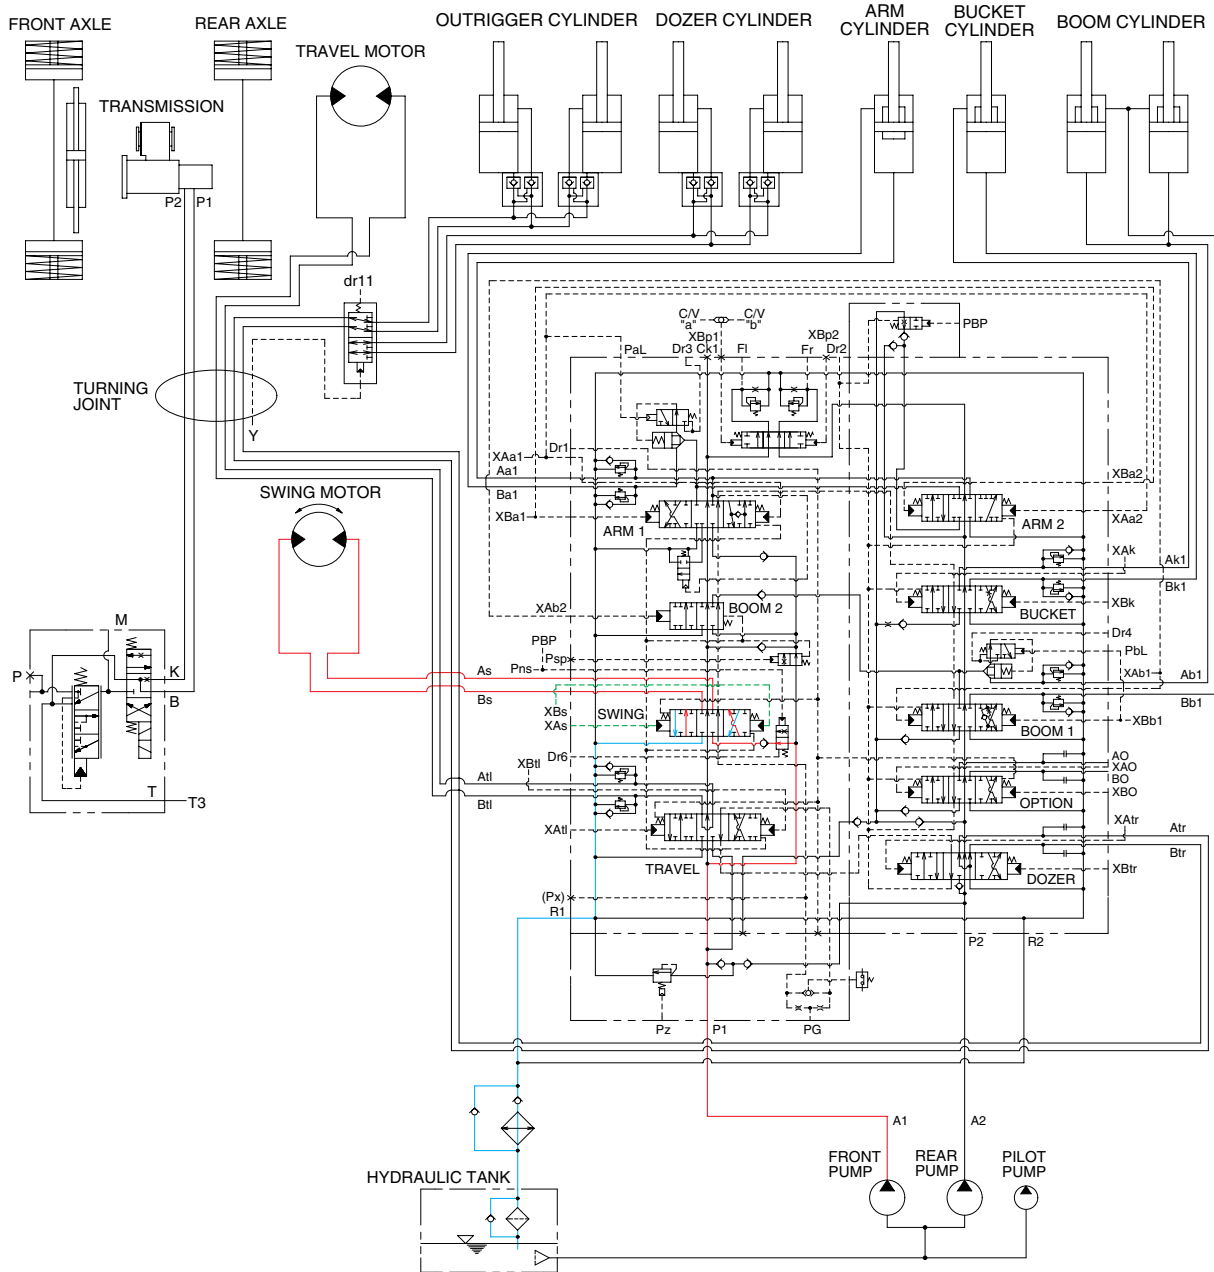 FRONT AXLE
REAR AXLE
TRAVEL MOTOR
OUTRIGGER CYLINDER
DOZER CYLINDER
ARM
CYLINDER
BUCKET
CYLINDER
BOOM CYLINDER
TRANSMISSION
P2
P1
dr11
TURNING
JOINT
Y
SWING MOTOR
M
P
K
B
T
T3
C/V
"a"
C/V
"b"
XBp1
XBp2
PaL
Dr3
Ck1
Fl
Fr
Dr2
PBP
Dr1
XAa1
Aa1
Ba1
XBa1
ARM 1
XBa2
XAa2
ARM 2
XAk
Ak1
Bk1
XBk
BUCKET
XAb2
BOOM 2
PBP
Psp
Pns
Dr4
PbL
XAb1
Ab1
Bb1
XBb1
BOOM 1
As
Bs
XBs
XAs
SWING
Dr6
XBtl
Atl
Btl
XAtl
TRAVEL
AO
XAO
BO
XBO
OPTION
XAtr
Atr
Btr
XBtr
DOZER
(Px)
R1
P2
R2
Pz
P1
PG
A1
A2
FRONT
PUMP
REAR
PUMP
PILOT
PUMP
HYDRAULIC TANK